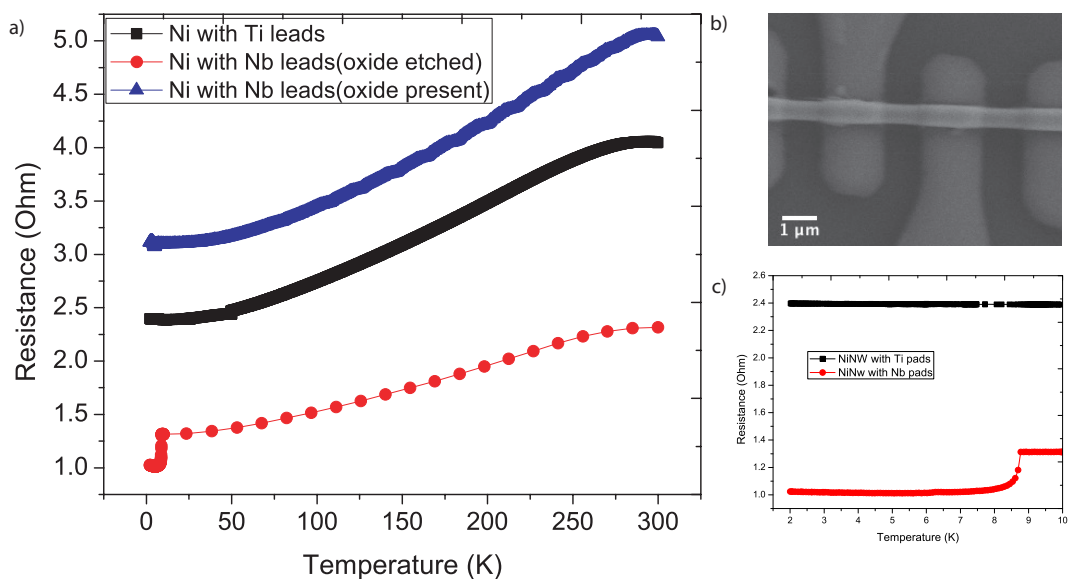 a)
Ni with Ti leads
Ni with Nb leads(oxide etched)
Ni with Nb leads(oxide present)
5.0
4.5
4.0
3.5
3.0
2.5
2.0
1.5
1.0
Resistance (Ohm)
0 50 100 150 200 250 300
Temperature (K)
b)
1 μm
c)
2.6
2.4
2.2
2.0
1.8
1.6
1.4
1.2
1.0
Resistance (Ohm)
NiNW with Ti pads
NiNw with Nb pads
2 3 4 5 6 7 8 9 10
Temperature (K)